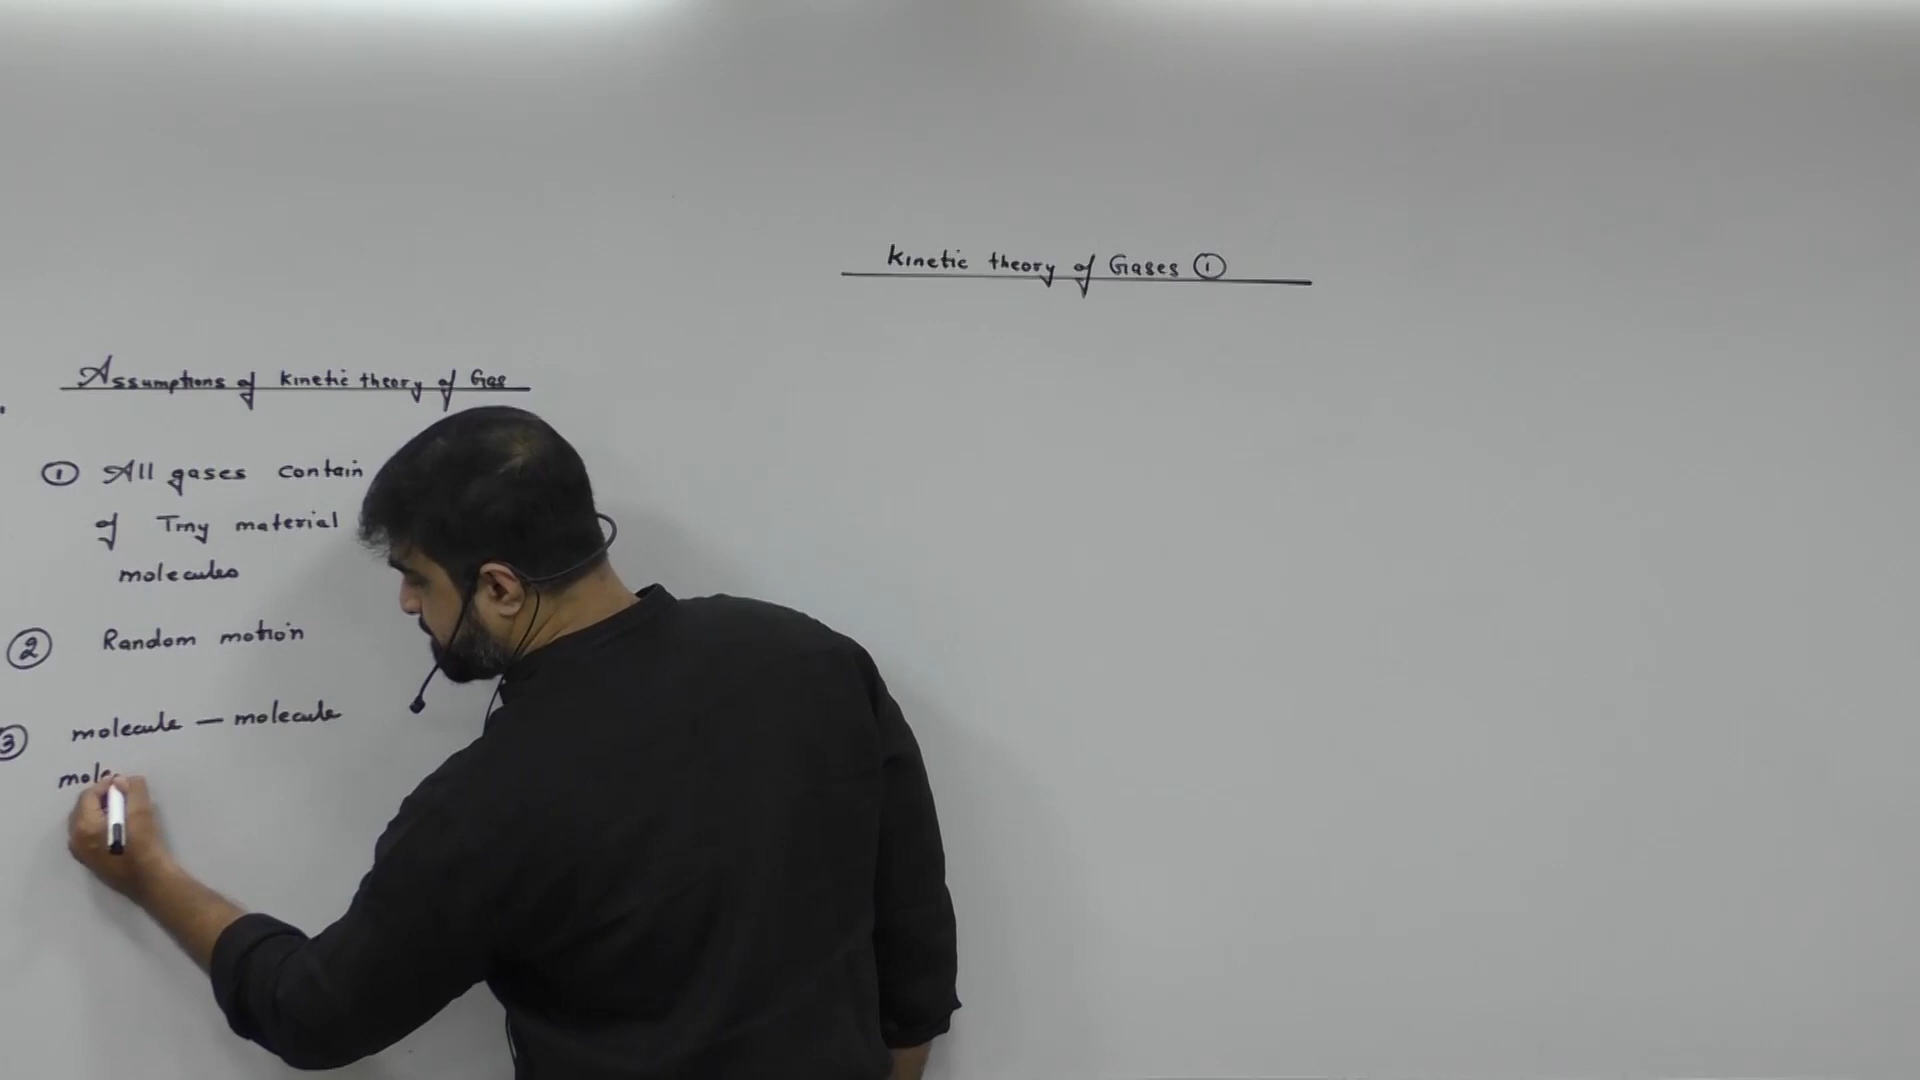 Kinetic theory of Gases ①
Assumptions of kinetic theory of Gas
① All gases contain
of Tiny material
molecules
② Random motion
③ molecule — molecule